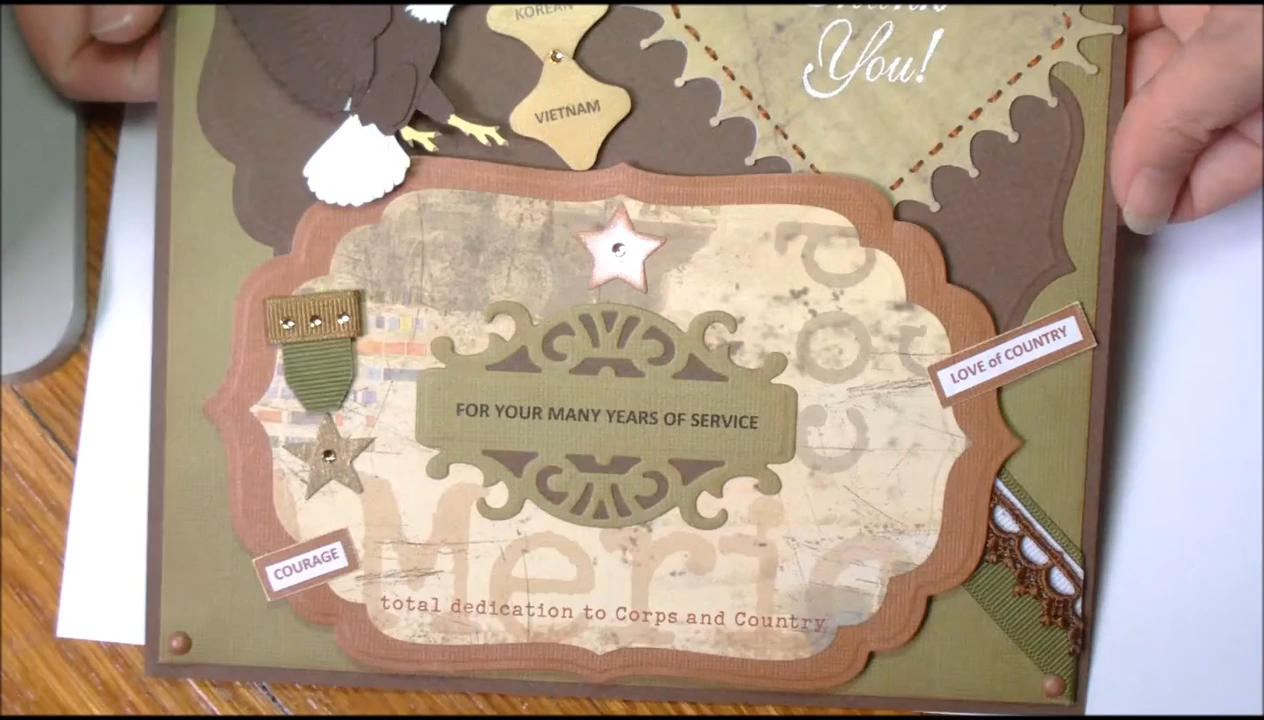 KOREAN
You!
VIETNAM
LOVE of COUNTRY
FOR YOUR MANY YEARS OF SERVICE
COURAGE
Meric
total dedication to Corps and Country